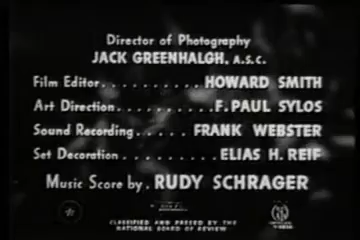 Director of Photography
JACK GREENHALGH, A.S.C.
Film Editor..........HOWARD SMITH
Art Direction.........F. PAUL SYLOS
Sound Recording.....FRANK WEBSTER
Set Decoration.........ELIAS H. REIF
Music Score by, RUDY SCHRAGER
CLASSIFIED AND PASSED BY THE
NATIONAL BOARD OF REVIEW